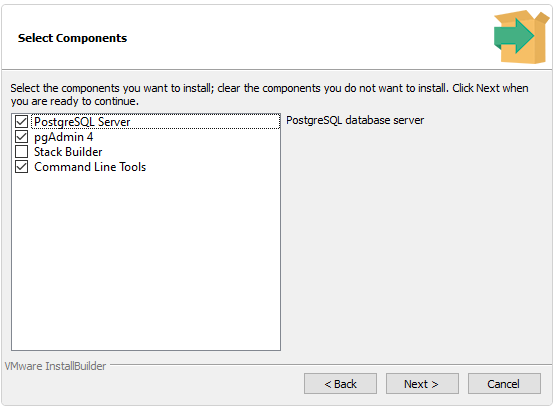 Select Components
Select the components you want to install; clear the components you do not want to install. Click Next when
you are ready to continue.
PostgreSQL Server
pgAdmin 4
Stack Builder
Command Line Tools
PostgreSQL database server
VMware InstallBuilder
< Back
Next >
Cancel